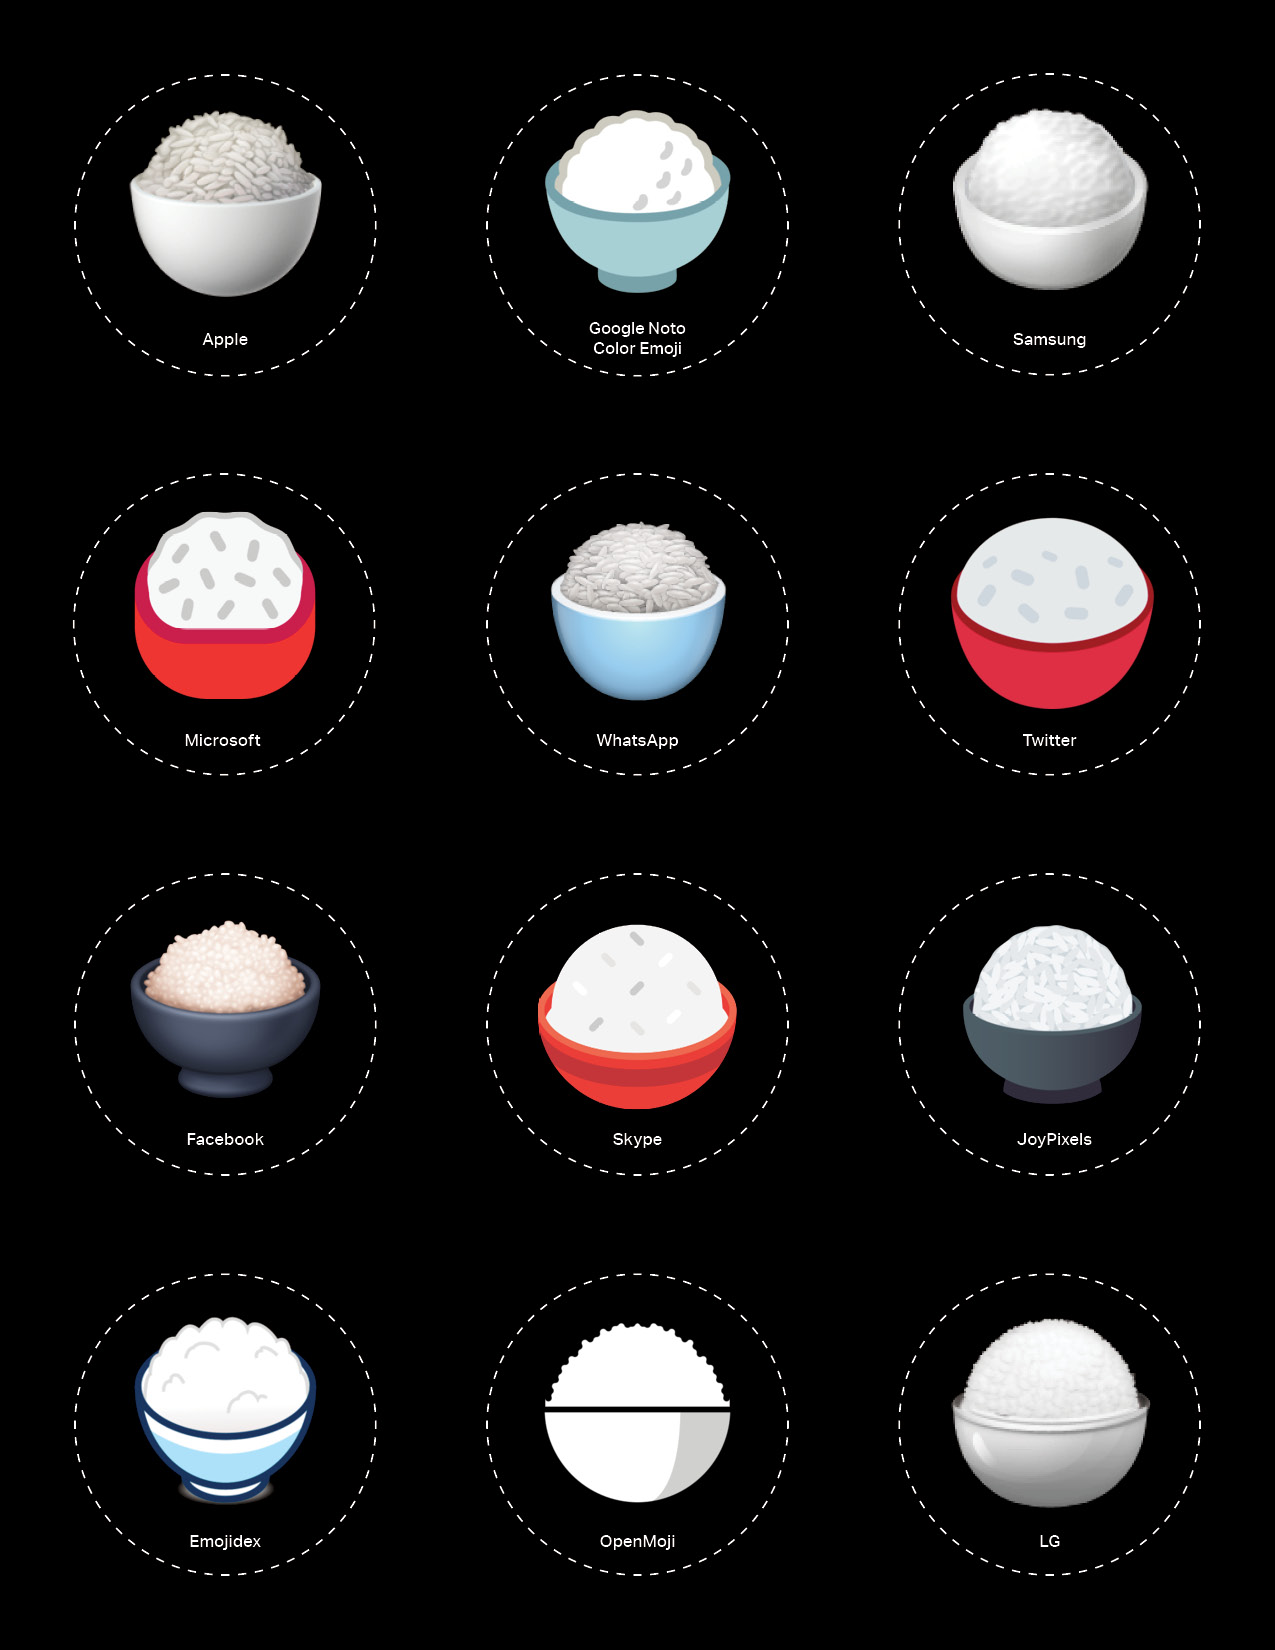 Apple
Google Noto
Color Emoji
Samsung
Microsoft
WhatsApp
Twitter
Facebook
Skype
JoyPixels
Emojidex
OpenMoji
LG